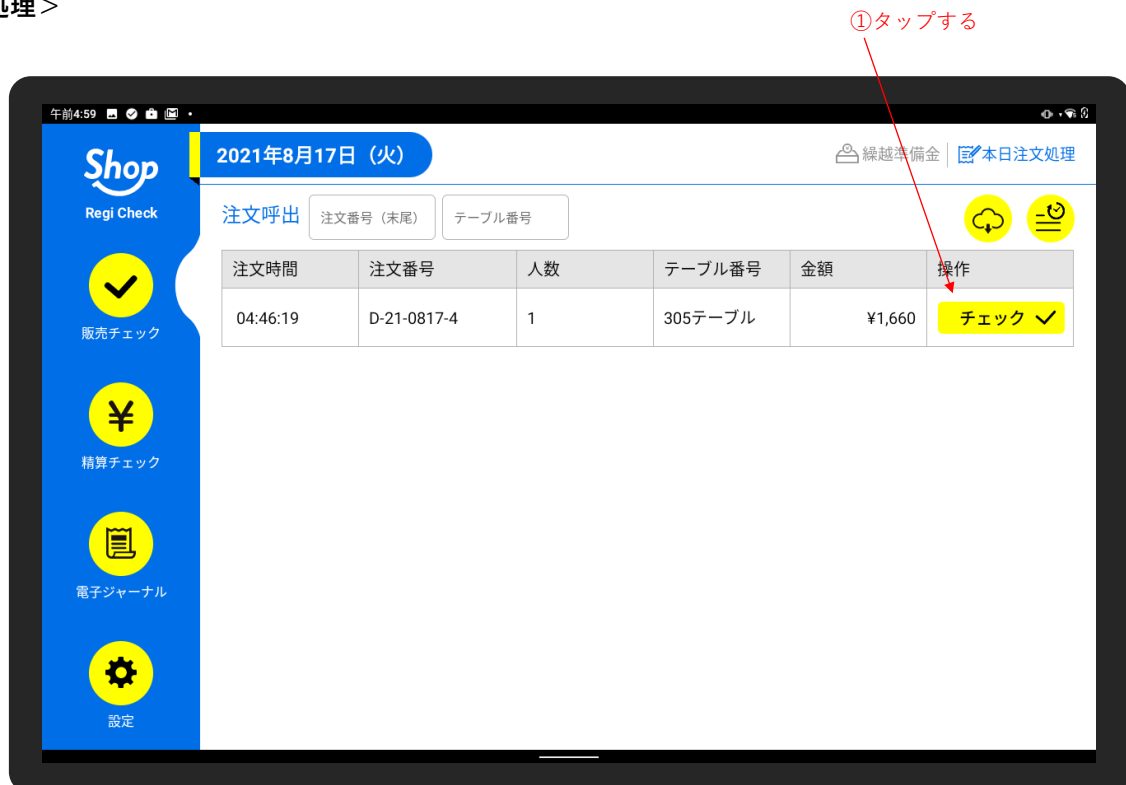 処理＞
①タップする
午前4:59
2021年8月17日（火）
繰越準備金
本日注文処理
Shop
Regi Check
注文呼出
注文番号（末尾）
テーブル番号
注文時間 注文番号 人数 テーブル番号 金額 操作
04:46:19 D-21-0817-4 1 305テーブル ¥1,660 チェック
販売チェック
精算チェック
電子ジャーナル
設定